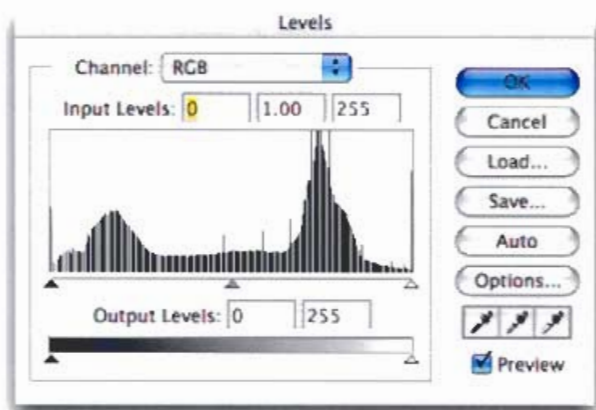 Levels
Channel: RGB
Input Levels: 0 1.00 255
Output Levels: 0 255
OK
Cancel
Load...
Save...
Auto
Options...
Preview